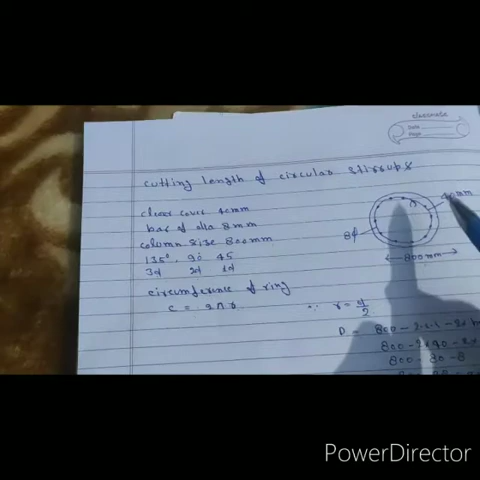 classmate
Date
Page
cutting length of circular stirrups
clear cover 40mm
bar of dia 8mm
column size 800mm
135°, 90° 45
3d 2d 1d
40mm
8φ
800mm
circumference of ring
C = 2πr ∵ r = d/2
D 800 - 2.c.c - 2
800 - 2x40 - 2x
800 - 80 - 8
PowerDirector